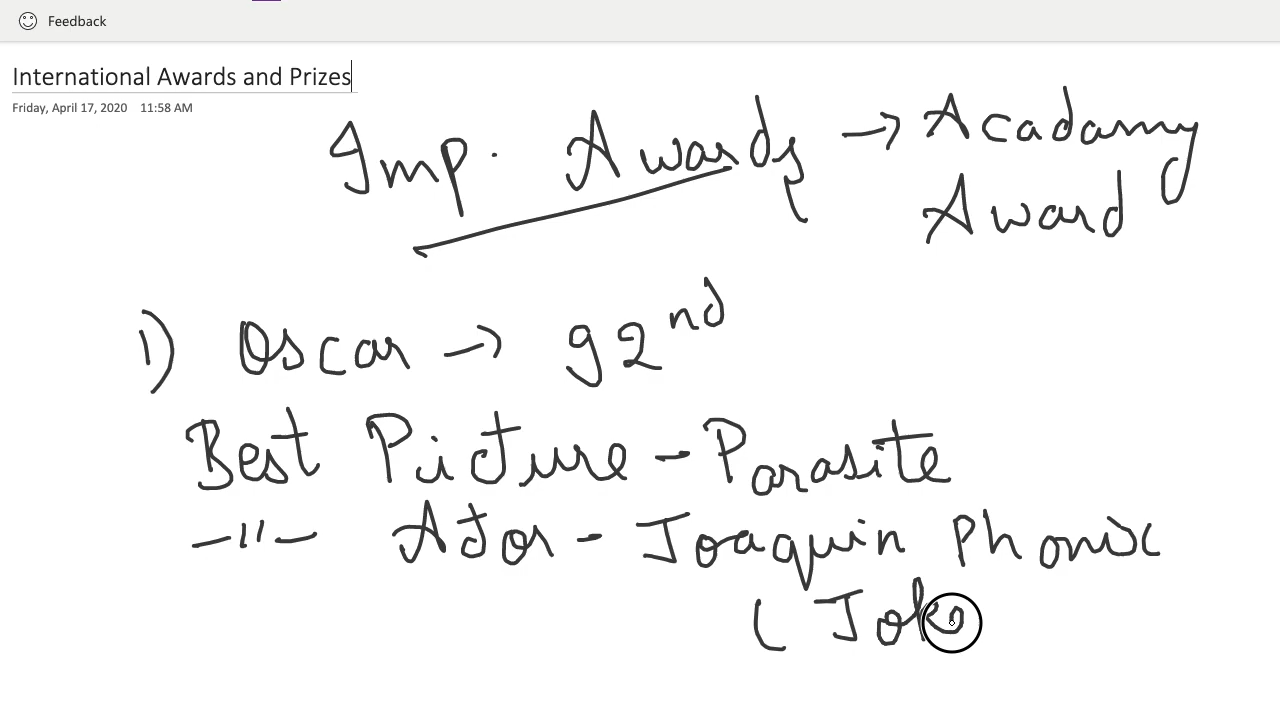 Feedback
International Awards and Prizes
Friday, April 17, 2020 11:58 AM
Imp. Awards → Acadamy
Award
1) Oscar → 92nd
Best Picture - Parasite
—"— Ator - Joaquin Phonix
( Joke